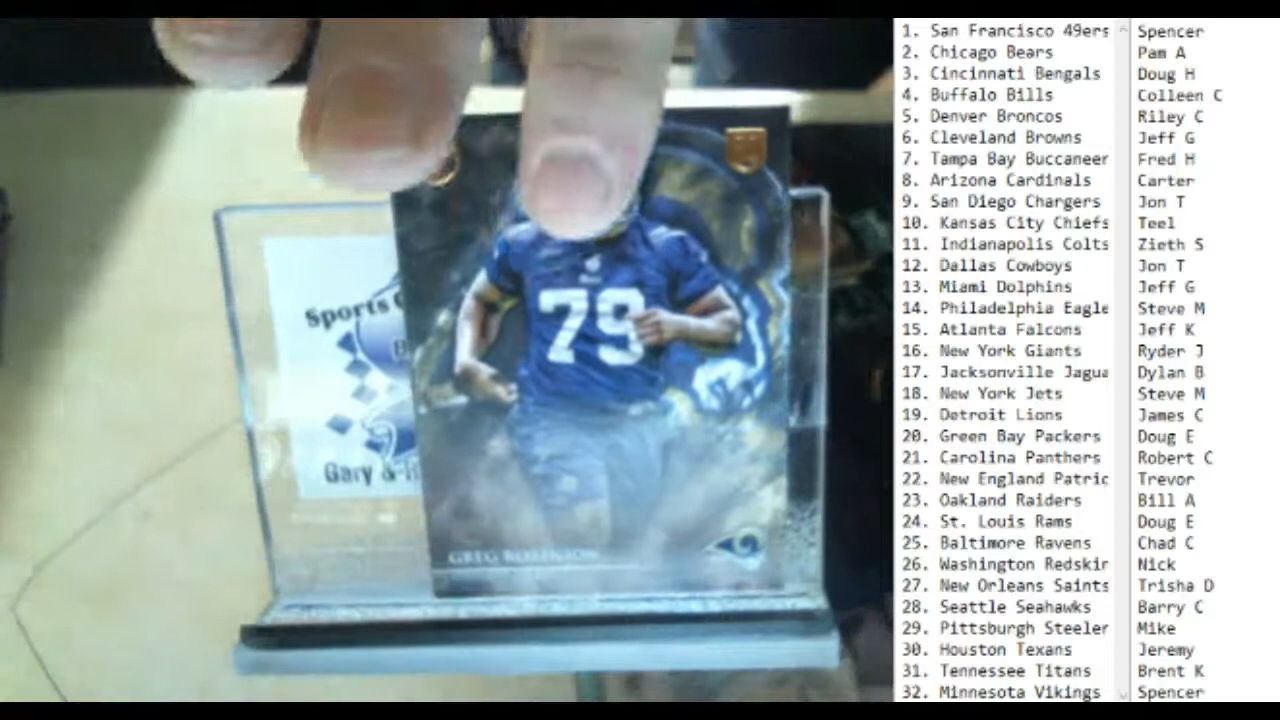 Sports
Gary &
79
GREG ROBINSON
1. San Francisco 49ers Spencer
2. Chicago Bears Pam A
3. Cincinnati Bengals Doug H
4. Buffalo Bills Colleen C
5. Denver Broncos Riley C
6. Cleveland Browns Jeff G
7. Tampa Bay Buccaneer Fred H
8. Arizona Cardinals Carter
9. San Diego Chargers Jon T
10. Kansas City Chiefs Teel
11. Indianapolis Colts Zieth S
12. Dallas Cowboys Jon T
13. Miami Dolphins Jeff G
14. Philadelphia Eagle Steve M
15. Atlanta Falcons Jeff K
16. New York Giants Ryder J
17. Jacksonville Jagua Dylan B
18. New York Jets Steve M
19. Detroit Lions James C
20. Green Bay Packers Doug E
21. Carolina Panthers Robert C
22. New England Patric Trevor
23. Oakland Raiders Bill A
24. St. Louis Rams Doug E
25. Baltimore Ravens Chad C
26. Washington Redskir Nick
27. New Orleans Saints Trisha D
28. Seattle Seahawks Barry C
29. Pittsburgh Steeler Mike
30. Houston Texans Jeremy
31. Tennessee Titans Brent K
32. Minnesota Vikings Spencer